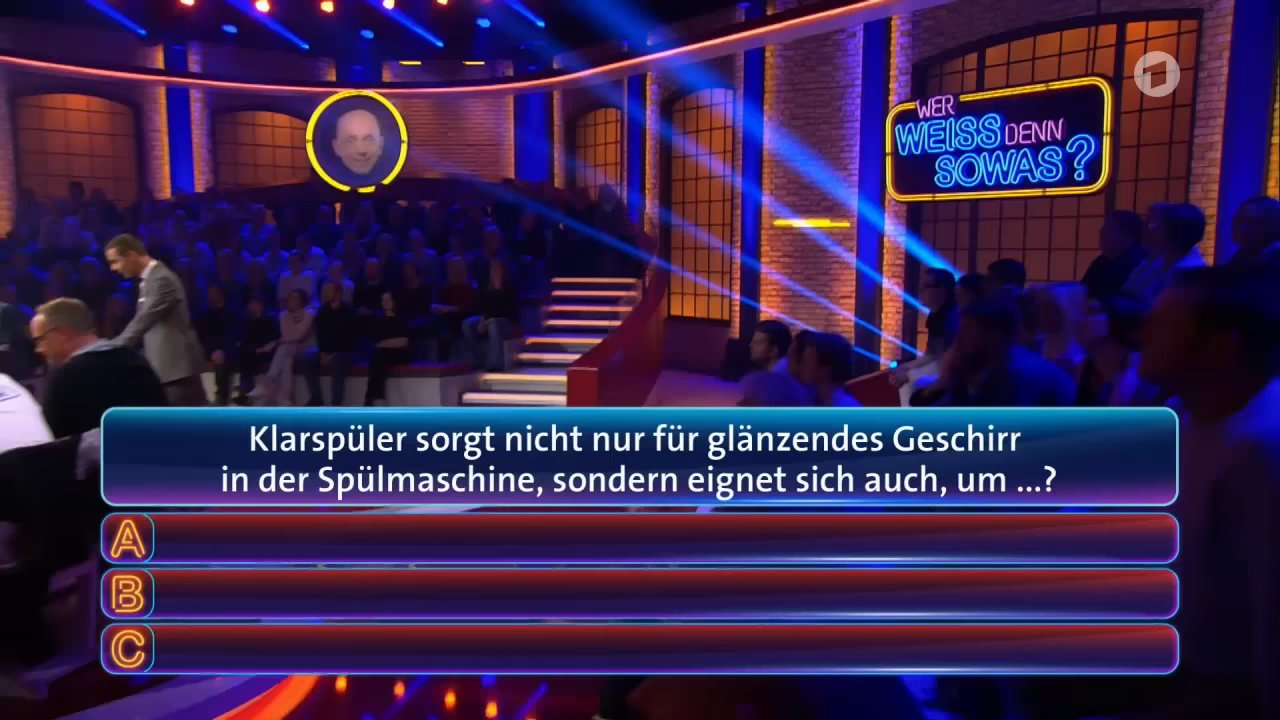 WER
WEISS DENN
SOWAS?
Klarspüler sorgt nicht nur für glänzendes Geschirr
in der Spülmaschine, sondern eignet sich auch, um ...?
A
B
C